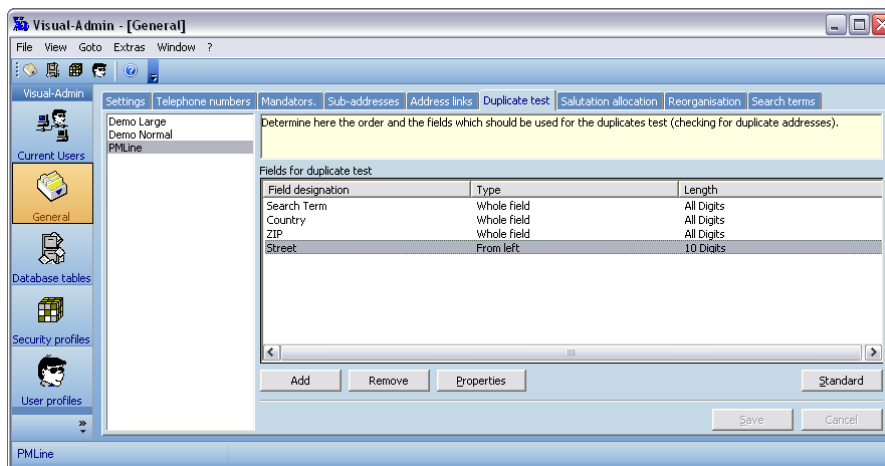 Visual-Admin - [General]
File View Goto Extras Window ?
Visual-Admin
Current Users
General
Database tables
Security profiles
User profiles
Settings Telephone numbers Mandators. Sub-addresses Address links Duplicate test Salutation allocation Reorganisation Search terms
Demo Large
Demo Normal
PMLine
Determine here the order and the fields which should be used for the duplicates test (checking for duplicate addresses).
Fields for duplicate test
Field designation Type Length
Search Term Whole field All Digits
Country Whole field All Digits
ZIP Whole field All Digits
Street From left 10 Digits
Add Remove Properties Standard
Save Cancel
PMLine